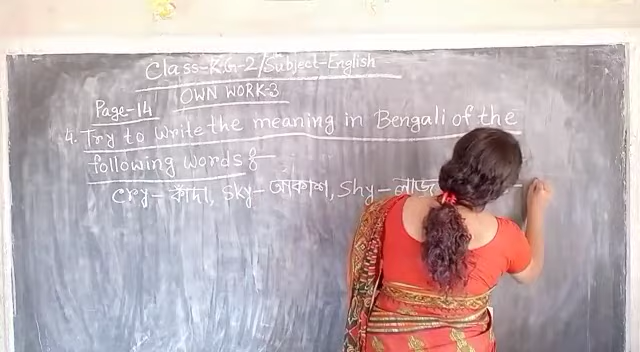 Class-KG-2/Subject-English
OWN WORK-3
Page-14
4. Try to write the meaning in Bengali of the
following words :-
Cry- কাঁদা, Sky- আকাশ, Shy- লাজ